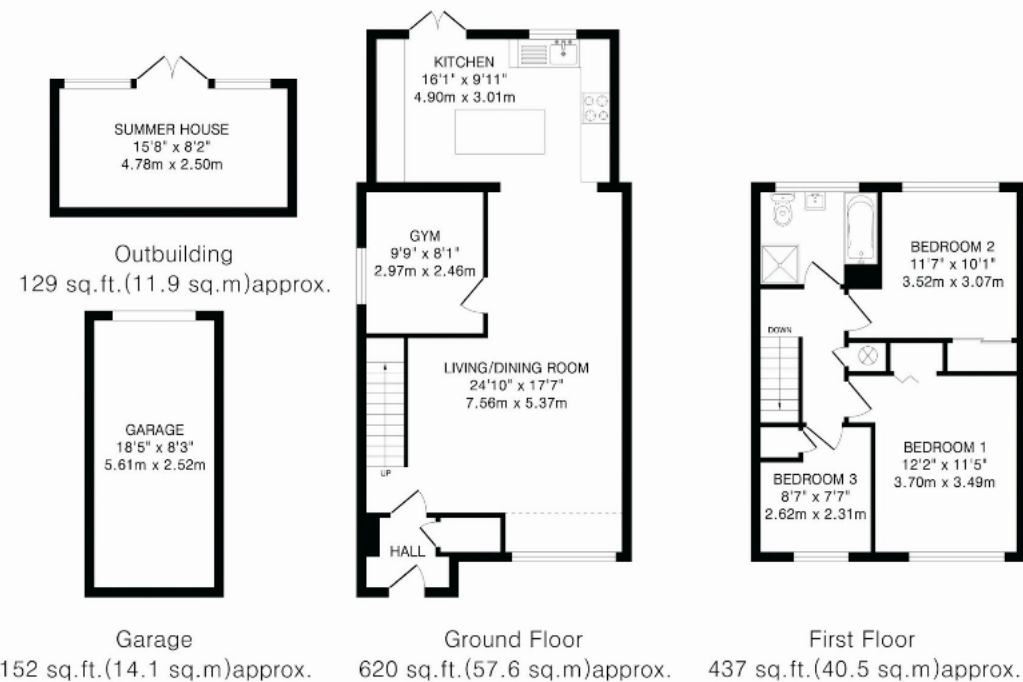 SUMMER HOUSE
15'8" x 8'2"
4.78m x 2.50m
Outbuilding
129 sq.ft.(11.9 sq.m)approx.
GARAGE
18'5" x 8'3"
5.61m x 2.52m
Garage
152 sq.ft.(14.1 sq.m)approx.
KITCHEN
16'1" x 9'11"
4.90m x 3.01m
GYM
9'9" x 8'1"
2.97m x 2.46m
LIVING/DINING ROOM
24'10" x 17'7"
7.56m x 5.37m
UP
HALL
Ground Floor
620 sq.ft.(57.6 sq.m)approx.
BEDROOM 2
11'7" x 10'1"
3.52m x 3.07m
DOWN
BEDROOM 1
12'2" x 11'5"
3.70m x 3.49m
BEDROOM 3
8'7" x 7'7"
2.62m x 2.31m
First Floor
437 sq.ft.(40.5 sq.m)approx.